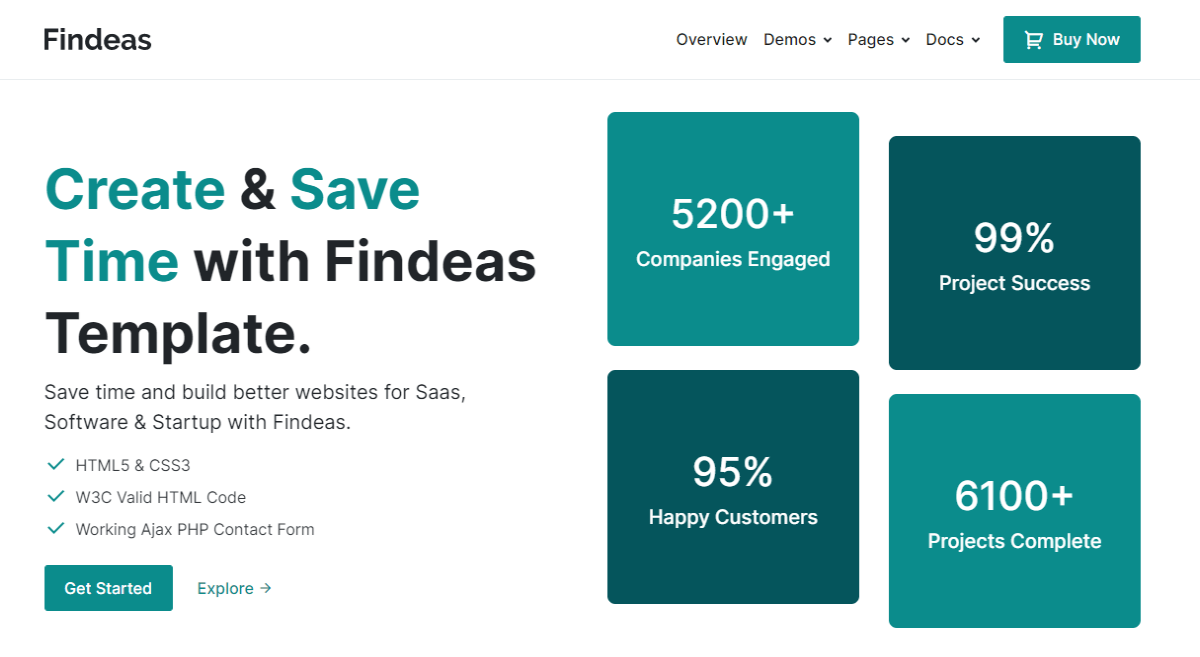 Findeas
Overview Demos Pages Docs Buy Now
Create & Save
Time with Findeas
Template.
Save time and build better websites for Saas,
Software & Startup with Findeas.
HTML5 & CSS3
W3C Valid HTML Code
Working Ajax PHP Contact Form
Get Started Explore →
5200+
Companies Engaged
99%
Project Success
95%
Happy Customers
6100+
Projects Complete